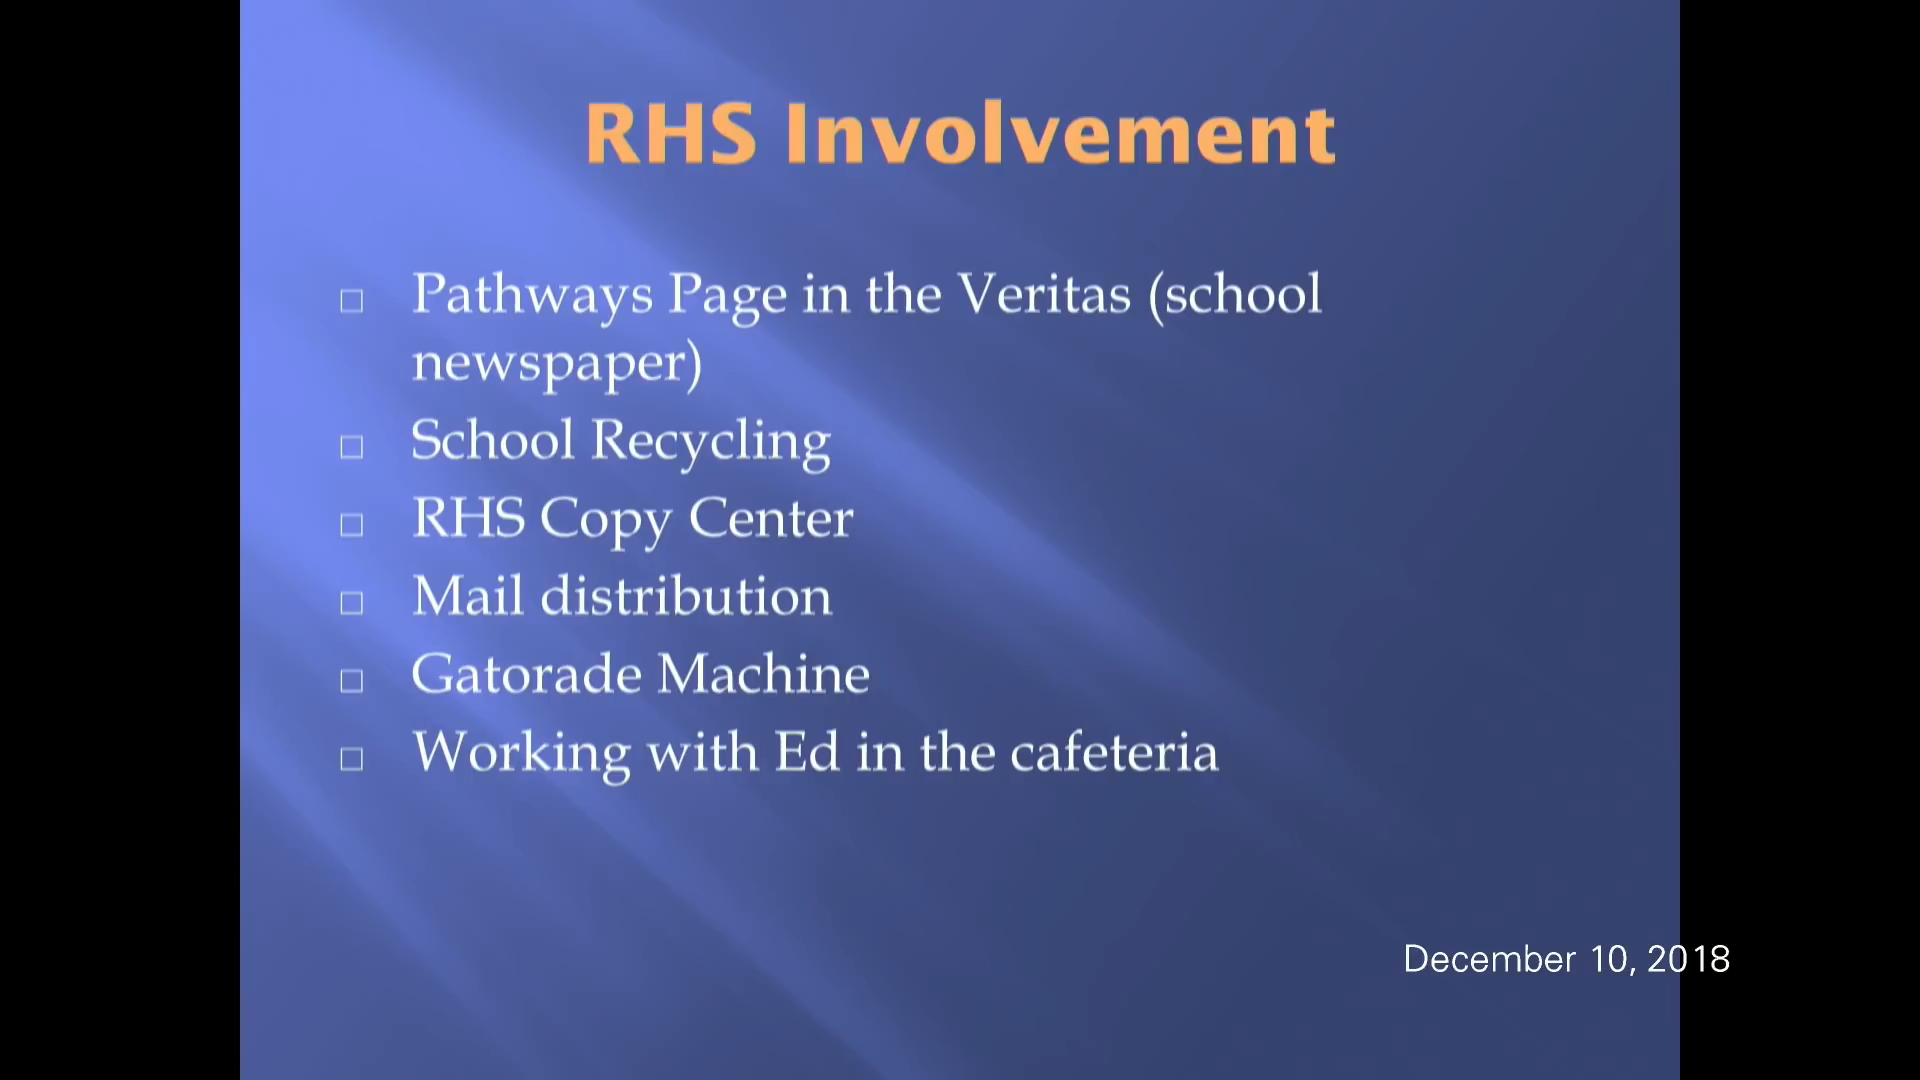 RHS Involvement
Pathways Page in the Veritas (school
newspaper)
School Recycling
RHS Copy Center
Mail distribution
Gatorade Machine
Working with Ed in the cafeteria
December 10, 2018